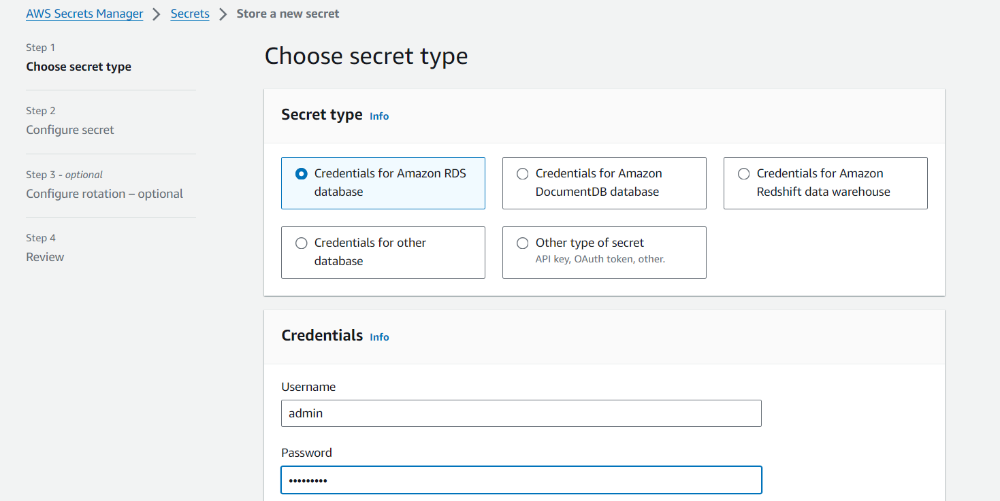 AWS Secrets Manager > Secrets > Store a new secret
Step 1
Choose secret type
Step 2
Configure secret
Step 3 - optional
Configure rotation – optional
Step 4
Review
Choose secret type
Secret type Info
Credentials for Amazon RDS
database
Credentials for Amazon
DocumentDB database
Credentials for Amazon
Redshift data warehouse
Credentials for other
database
Other type of secret
API key, OAuth token, other.
Credentials Info
Username
admin
Password
•••••••••